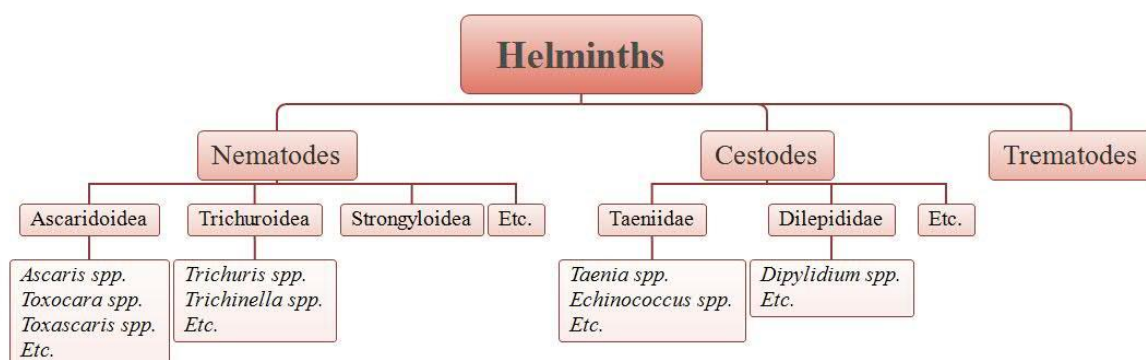 Helminths
Nematodes
Cestodes
Trematodes
Ascaridoidea
Trichuroidea
Strongyloidea
Etc.
Taeniidae
Dilepididae
Etc.
Ascaris spp.
Toxocara spp.
Toxascaris spp.
Etc.
Trichuris spp.
Trichinella spp.
Etc.
Taenia spp.
Echinococcus spp.
Etc.
Dipylidium spp.
Etc.